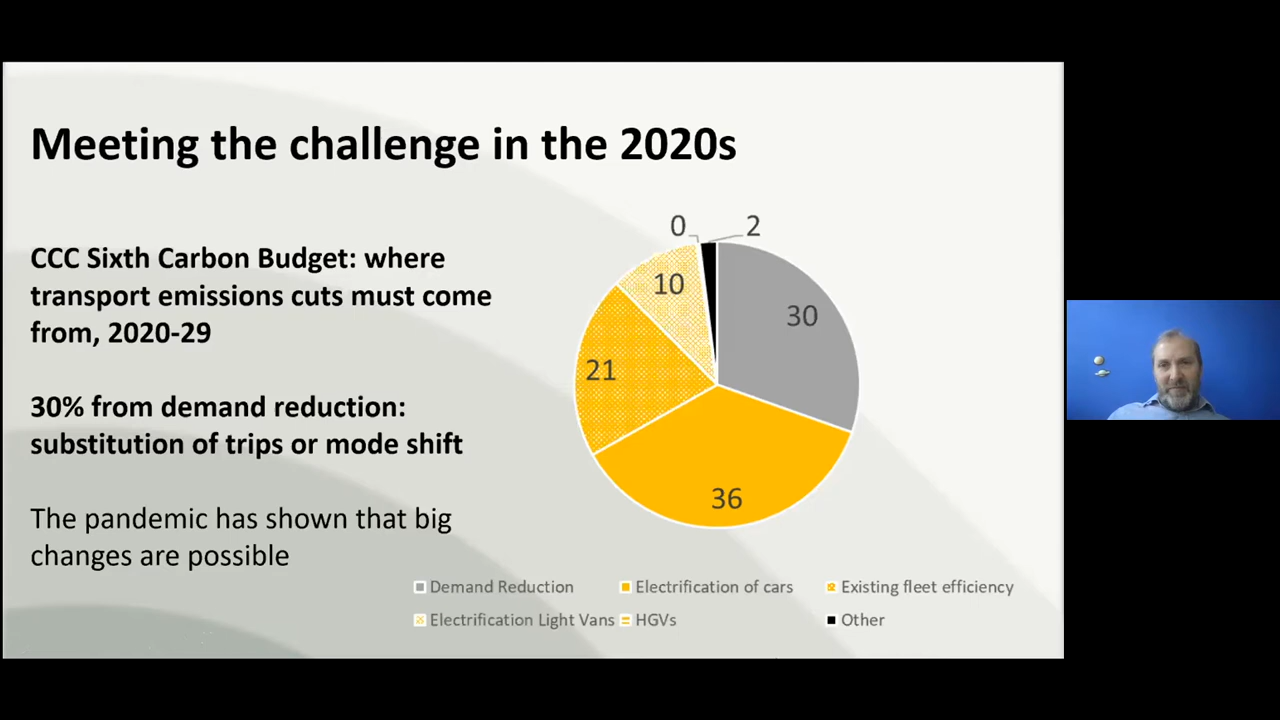 Meeting the challenge in the 2020s
CCC Sixth Carbon Budget: where
transport emissions cuts must come
from, 2020-29
30% from demand reduction:
substitution of trips or mode shift
The pandemic has shown that big
changes are possible
0
2
10
30
21
36
Demand Reduction
Electrification of cars
Existing fleet efficiency
Electrification Light Vans
HGVs
Other